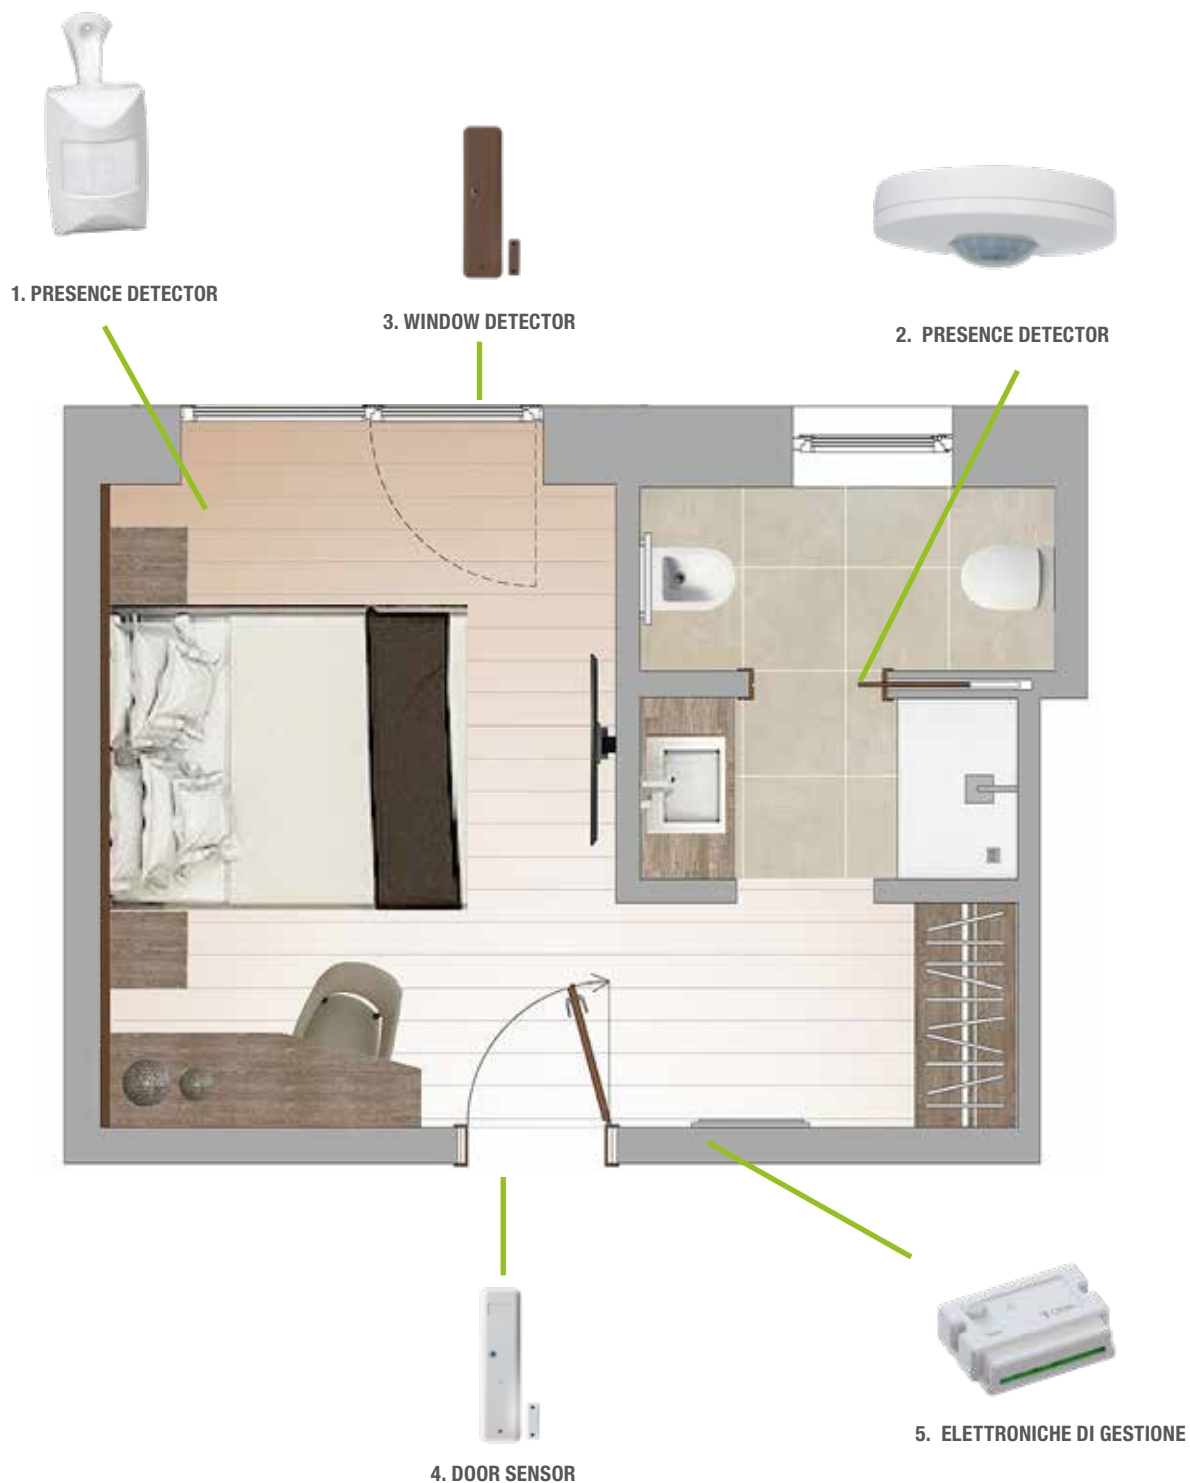 1. PRESENCE DETECTOR
3. WINDOW DETECTOR
2. PRESENCE DETECTOR
5. ELETTRONICHE DI GESTIONE
4. DOOR SENSOR